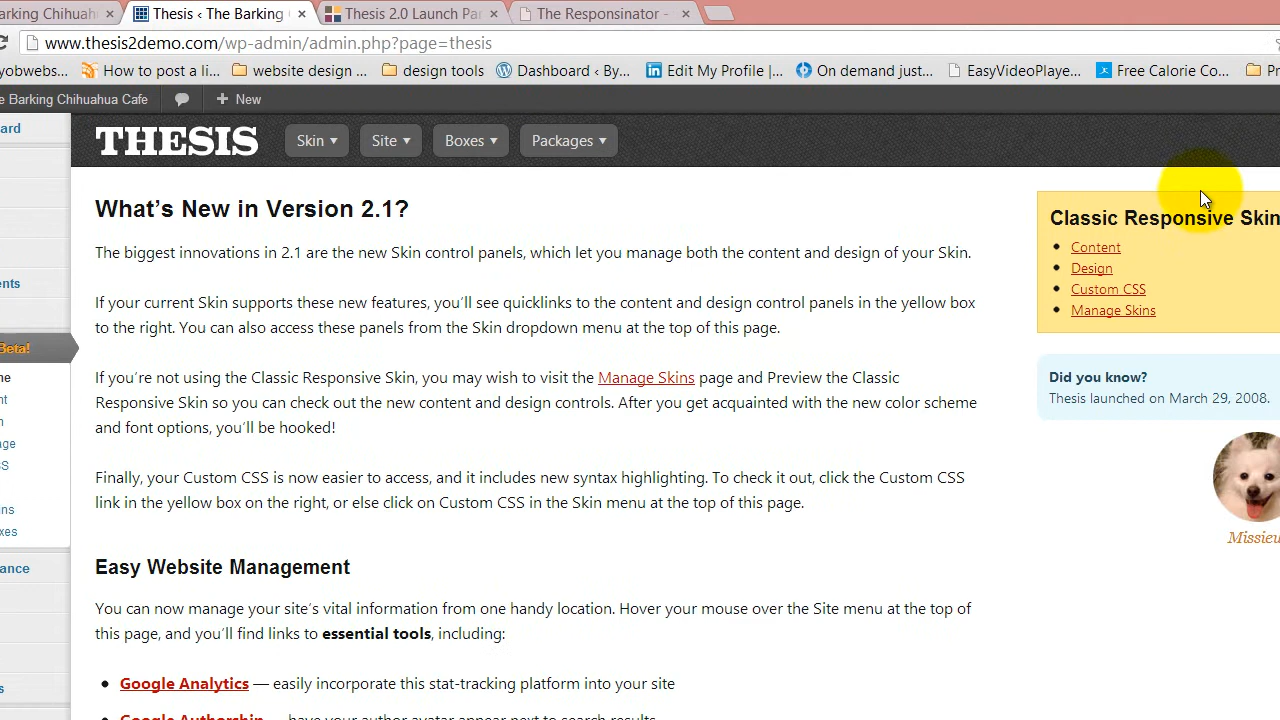 arking Chihuah
Thesis ‹ The Barking
Thesis 2.0 Launch Par
The Responsinator -
www.thesis2demo.com/wp-admin/admin.php?page=thesis
yobwebs...
How to post a li...
website design ...
design tools
Dashboard ‹ By...
Edit My Profile |...
On demand just...
EasyVideoPlaye...
Free Calorie Co...
Pr
e Barking Chihuahua Cafe
+ New
ard
THESIS
Skin ▾
Site ▾
Boxes ▾
Packages ▾
ents
Beta!
me
nt
n
age
SS
ins
xes
ance
s
What's New in Version 2.1?
The biggest innovations in 2.1 are the new Skin control panels, which let you manage both the content and design of your Skin.
If your current Skin supports these new features, you'll see quicklinks to the content and design control panels in the yellow box
to the right. You can also access these panels from the Skin dropdown menu at the top of this page.
If you're not using the Classic Responsive Skin, you may wish to visit the Manage Skins page and Preview the Classic
Responsive Skin so you can check out the new content and design controls. After you get acquainted with the new color scheme
and font options, you'll be hooked!
Finally, your Custom CSS is now easier to access, and it includes new syntax highlighting. To check it out, click the Custom CSS
link in the yellow box on the right, or else click on Custom CSS in the Skin menu at the top of this page.
Easy Website Management
You can now manage your site's vital information from one handy location. Hover your mouse over the Site menu at the top of
this page, and you'll find links to essential tools, including:
• Google Analytics — easily incorporate this stat-tracking platform into your site
• Google Authorship — have your author avatar appear next to search results
Classic Responsive Skin
• Content
• Design
• Custom CSS
• Manage Skins
Did you know?
Thesis launched on March 29, 2008.
Missieu